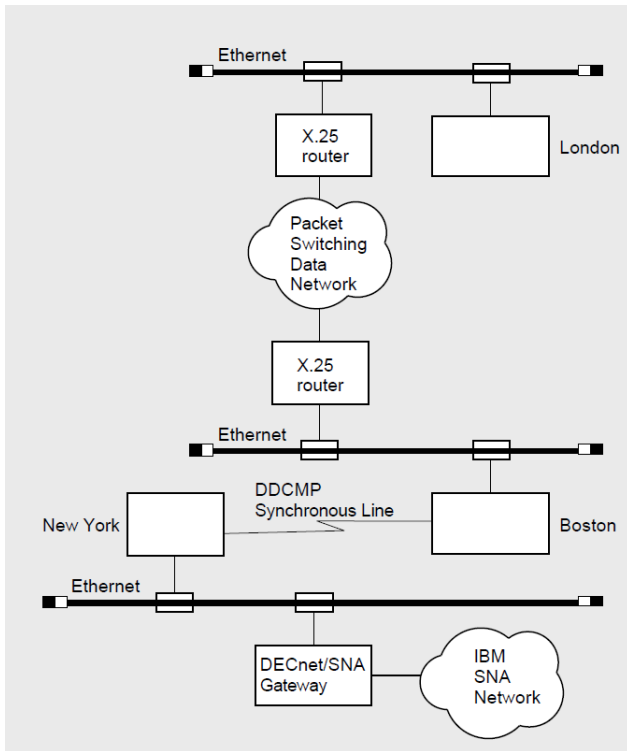 Ethernet
X.25
router
London
Packet
Switching
Data
Network
X.25
router
Ethernet
DDCMP
Synchronous Line
New York
Boston
Ethernet
DECnet/SNA
Gateway
IBM
SNA
Network